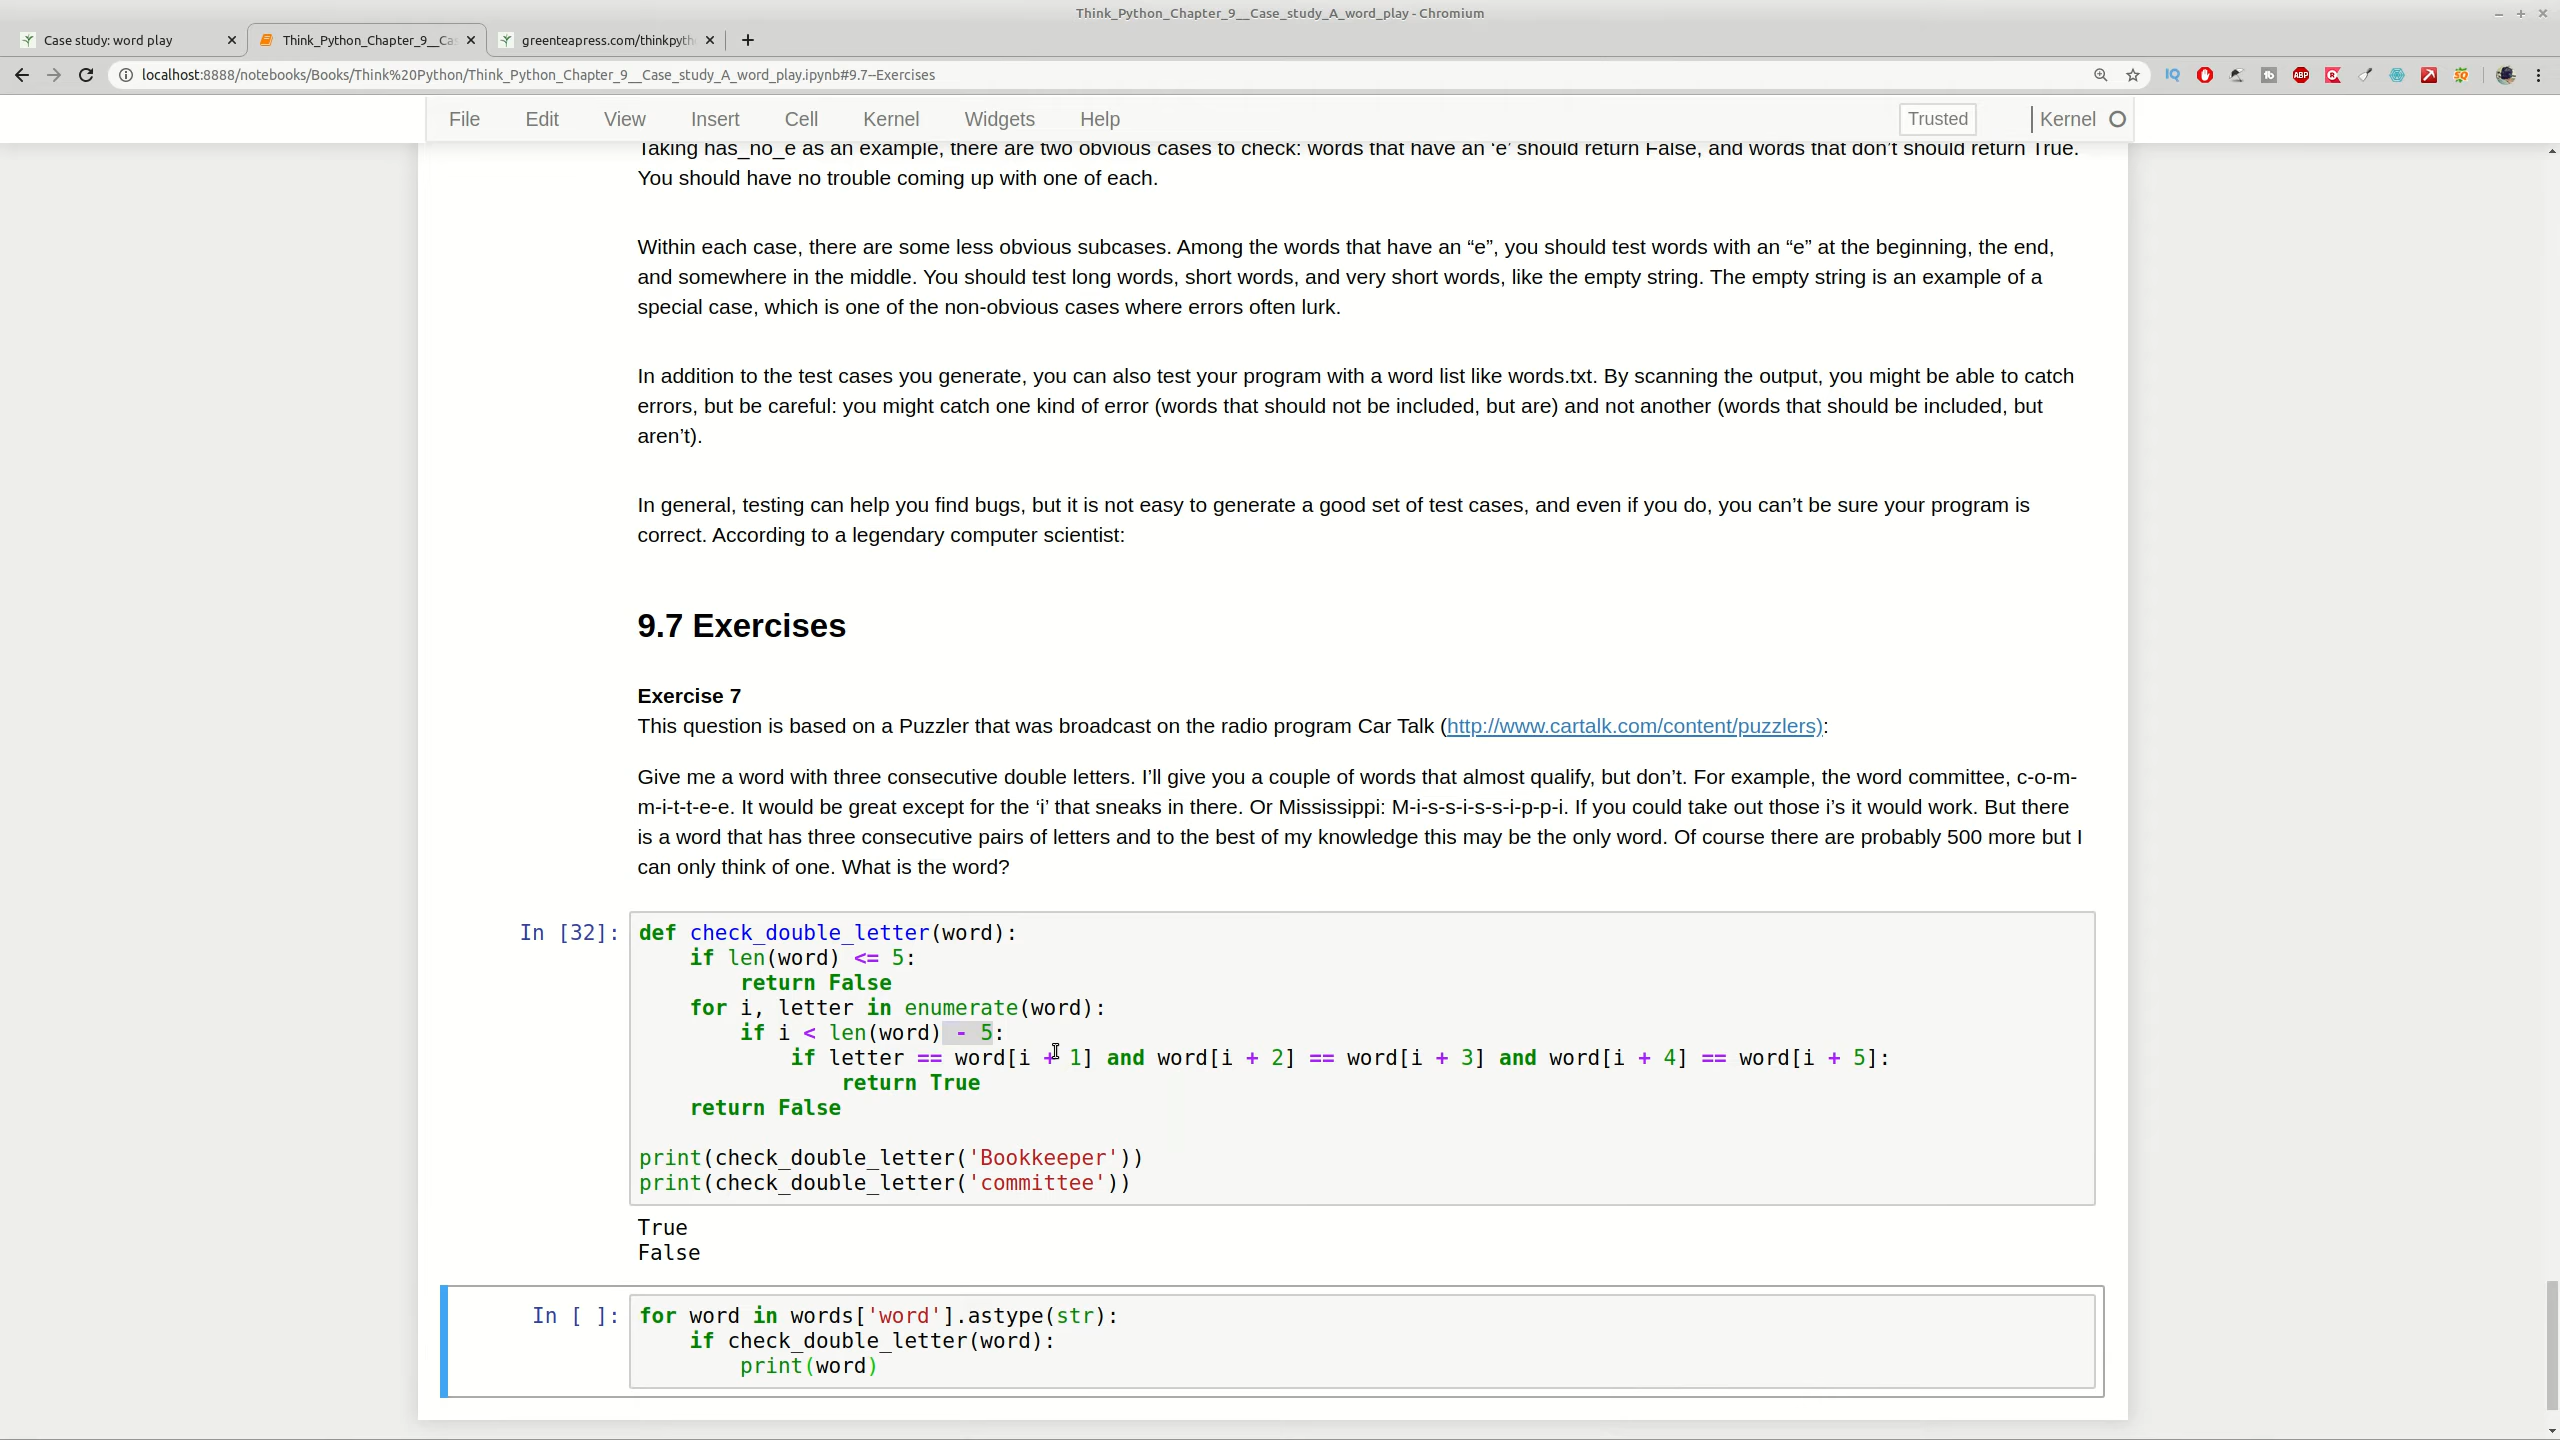 Think_Python_Chapter_9__Case_study_A_word_play - Chromium
Case study: word play
Think_Python_Chapter_9__Cas
greenteapress.com/thinkpyth
localhost:8888/notebooks/Books/Think%20Python/Think_Python_Chapter_9__Case_study_A_word_play.ipynb#9.7--Exercises
File Edit View Insert Cell Kernel Widgets Help Trusted Kernel
Taking has_no_e as an example, there are two obvious cases to check: words that have an ‘e’ should return False, and words that don’t should return True.
You should have no trouble coming up with one of each.
Within each case, there are some less obvious subcases. Among the words that have an “e”, you should test words with an “e” at the beginning, the end,
and somewhere in the middle. You should test long words, short words, and very short words, like the empty string. The empty string is an example of a
special case, which is one of the non-obvious cases where errors often lurk.
In addition to the test cases you generate, you can also test your program with a word list like words.txt. By scanning the output, you might be able to catch
errors, but be careful: you might catch one kind of error (words that should not be included, but are) and not another (words that should be included, but
aren’t).
In general, testing can help you find bugs, but it is not easy to generate a good set of test cases, and even if you do, you can’t be sure your program is
correct. According to a legendary computer scientist:
9.7 Exercises
Exercise 7
This question is based on a Puzzler that was broadcast on the radio program Car Talk (http://www.cartalk.com/content/puzzlers):
Give me a word with three consecutive double letters. I’ll give you a couple of words that almost qualify, but don’t. For example, the word committee, c-o-m-
m-i-t-t-e-e. It would be great except for the ‘i’ that sneaks in there. Or Mississippi: M-i-s-s-i-s-s-i-p-p-i. If you could take out those i’s it would work. But there
is a word that has three consecutive pairs of letters and to the best of my knowledge this may be the only word. Of course there are probably 500 more but I
can only think of one. What is the word?
In [32]: def check_double_letter(word):
    if len(word) <= 5:
        return False
    for i, letter in enumerate(word):
        if i < len(word) - 5:
            if letter == word[i + 1] and word[i + 2] == word[i + 3] and word[i + 4] == word[i + 5]:
                return True
    return False
print(check_double_letter('Bookkeeper'))
print(check_double_letter('committee'))
True
False
In [ ]: for word in words['word'].astype(str):
    if check_double_letter(word):
        print(word)